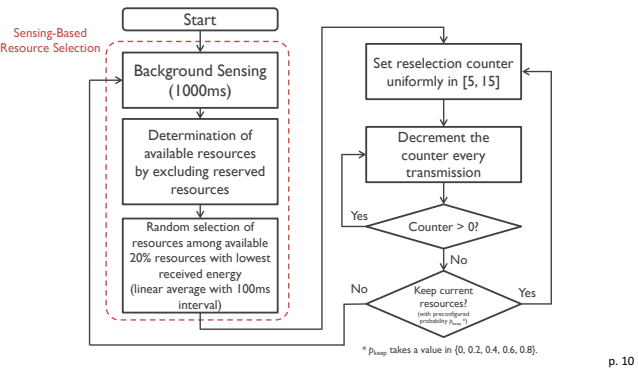 Start
Sensing-Based
Resource Selection
Background Sensing
(1000ms)
Determination of
available resources
by excluding reserved
resources
Random selection of
resources among available
20% resources with lowest
received energy
(linear average with 100ms
interval)
Set reselection counter
uniformly in [5, 15]
Decrement the
counter every
transmission
Yes
Counter > 0?
No
No
Keep current
resources?
(with preconfigured
probability pkeep *)
Yes
* pkeep takes a value in {0, 0.2, 0.4, 0.6, 0.8}.
p. 10